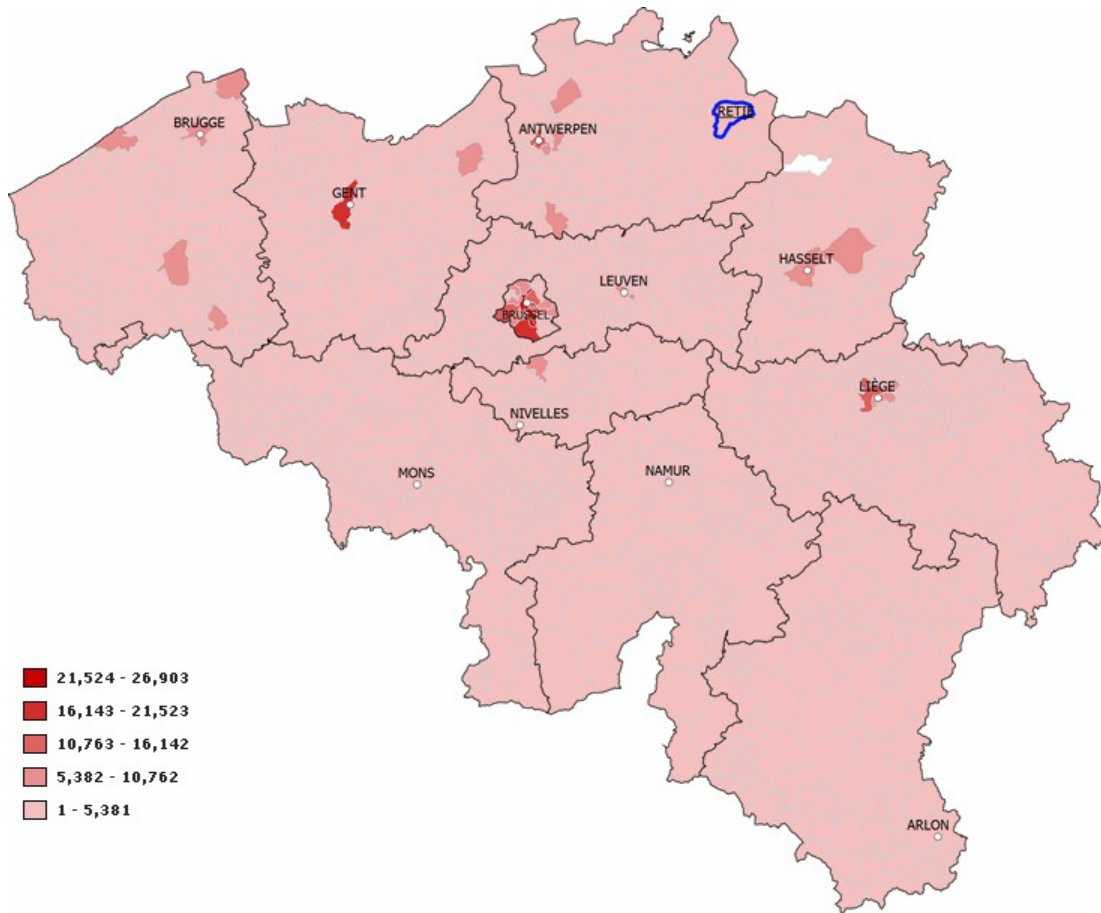 RETIE
BRUGGE
ANTWERPEN
GENT
HASSELT
LEUVEN
BRUSSEL
LIÈGE
NIVELLES
MONS
NAMUR
21,524 - 26,903
16,143 - 21,523
10,763 - 16,142
5,382 - 10,762
1 - 5,381
ARLON